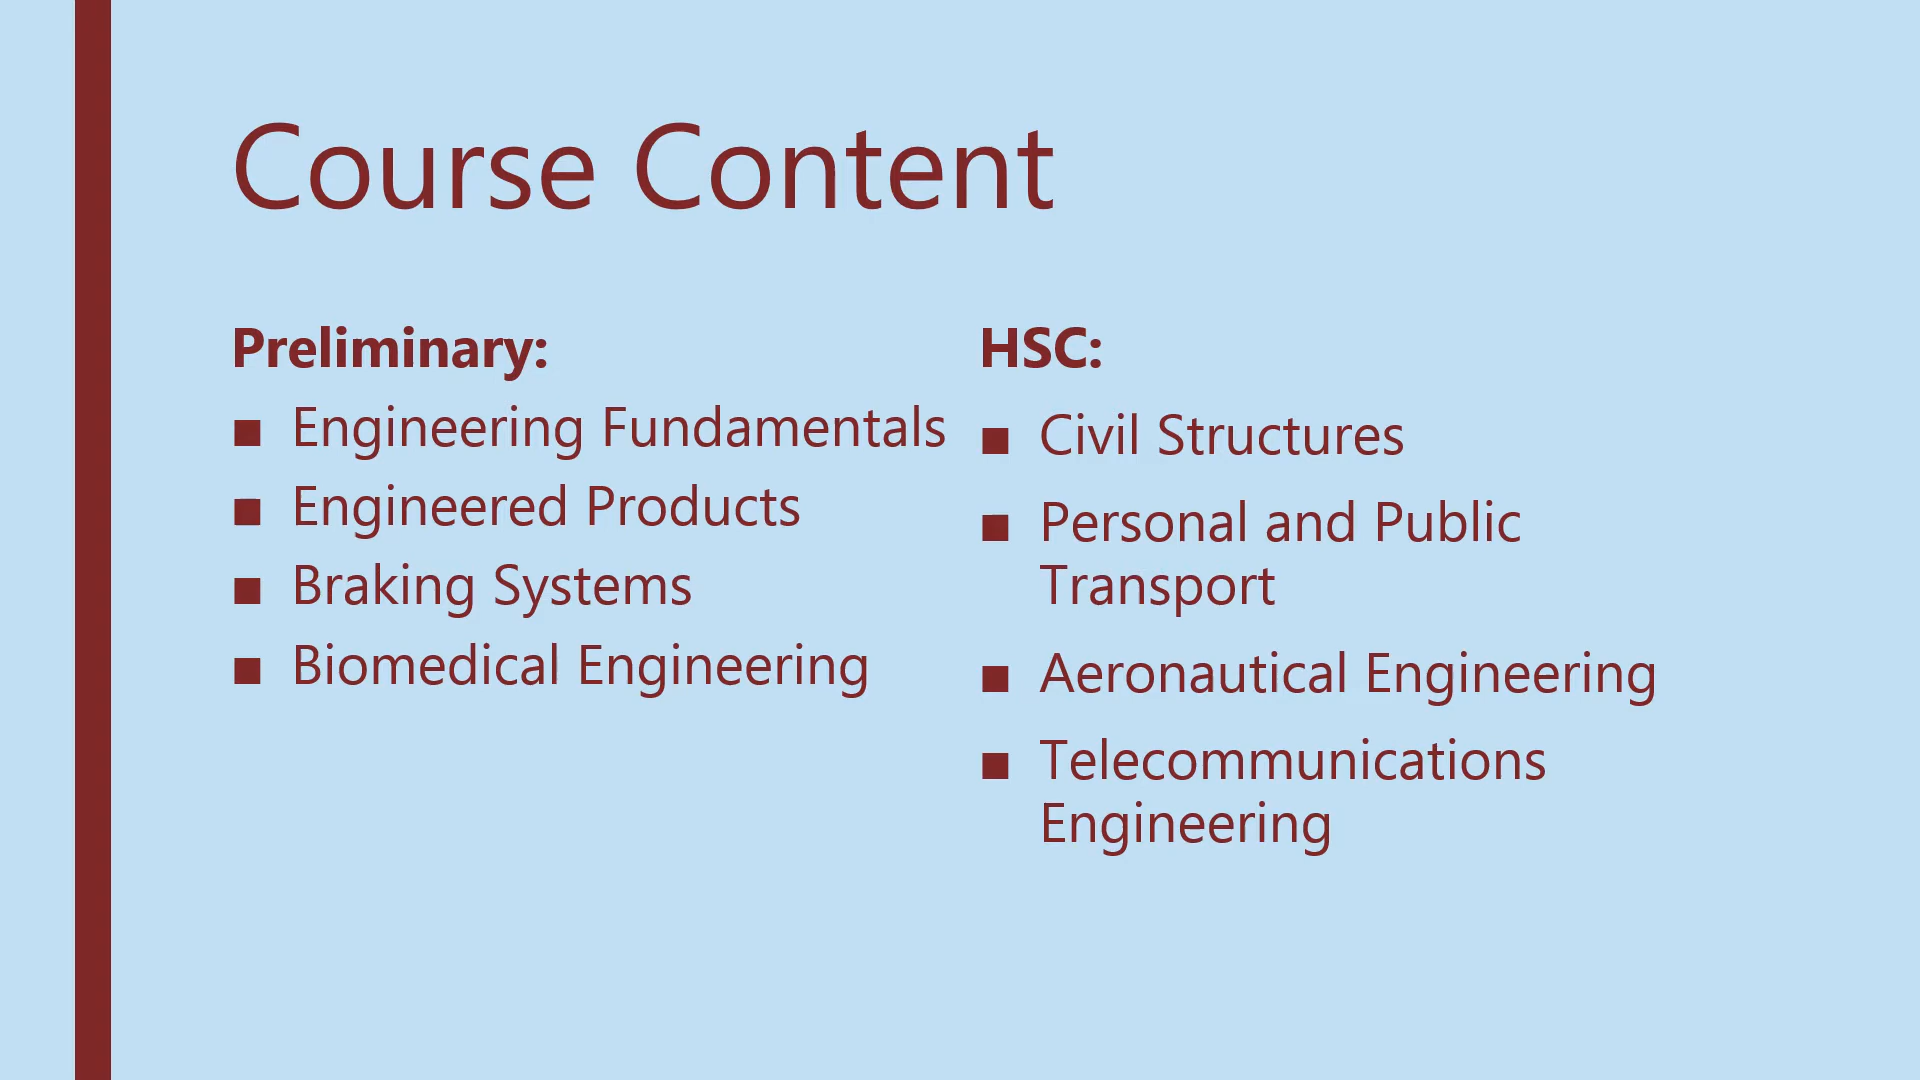 Course Content
Preliminary:
■ Engineering Fundamentals
■ Engineered Products
■ Braking Systems
■ Biomedical Engineering
HSC:
■ Civil Structures
■ Personal and Public
Transport
■ Aeronautical Engineering
■ Telecommunications
Engineering